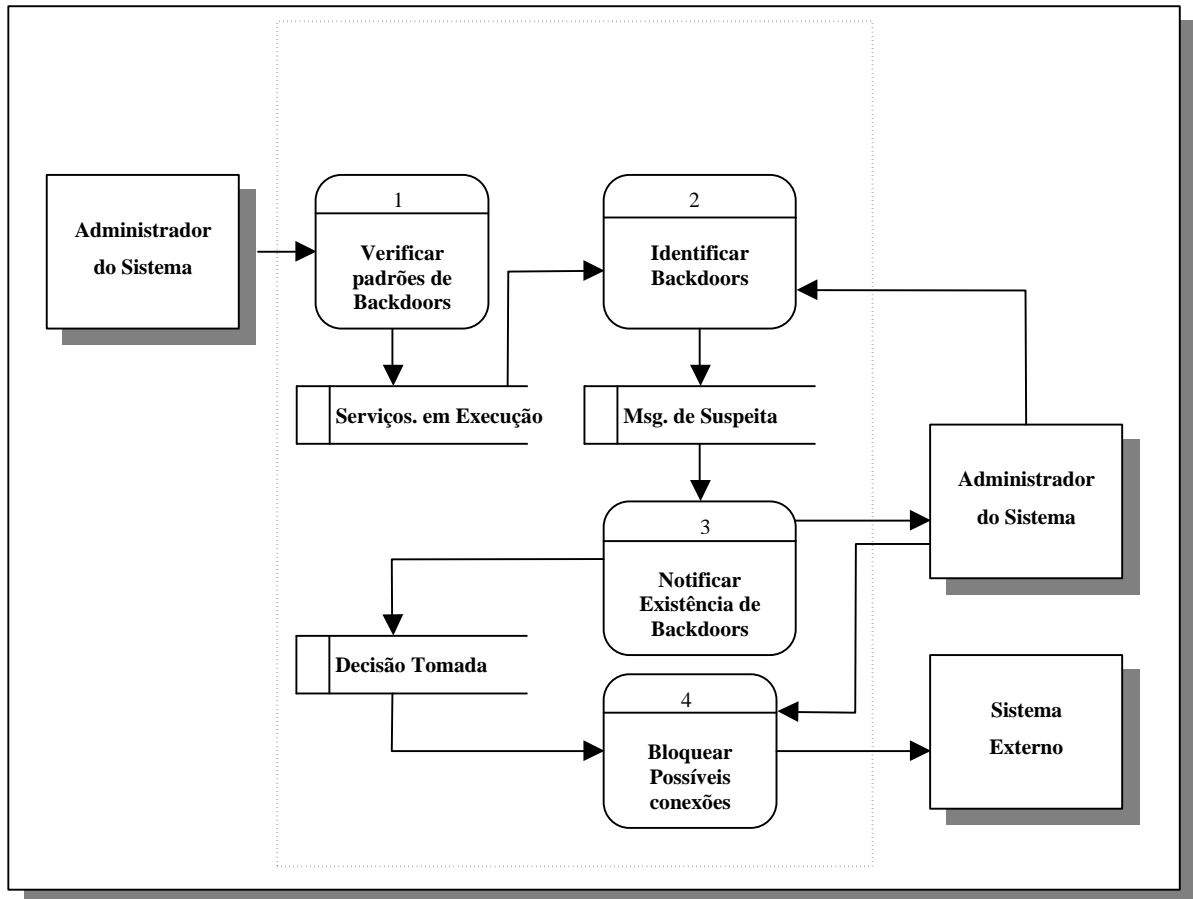 Administrador
do Sistema
1
Verificar
padrões de
Backdoors
2
Identificar
Backdoors
Serviços. em Execução
Msg. de Suspeita
Administrador
do Sistema
3
Notificar
Existência de
Backdoors
Decisão Tomada
4
Bloquear
Possíveis
conexões
Sistema
Externo